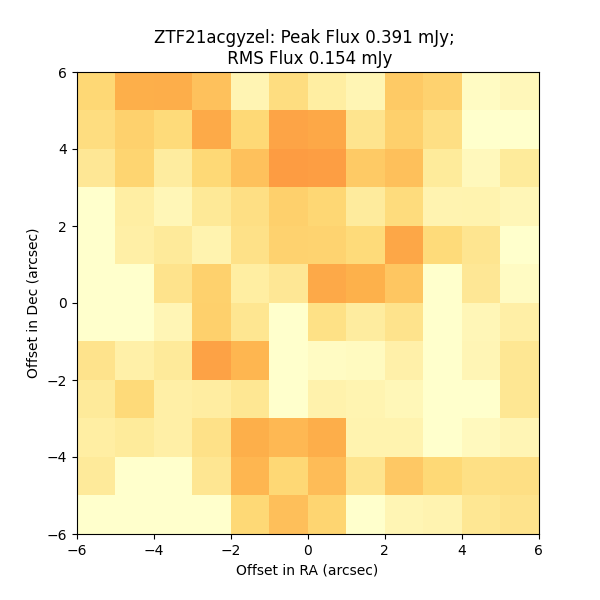 ZTF21acgyzel: Peak Flux 0.391 mJy;
RMS Flux 0.154 mJy
6
4
2
0
−2
−4
−6
Offset in Dec (arcsec)
−6 −4 −2 0 2 4 6
Offset in RA (arcsec)